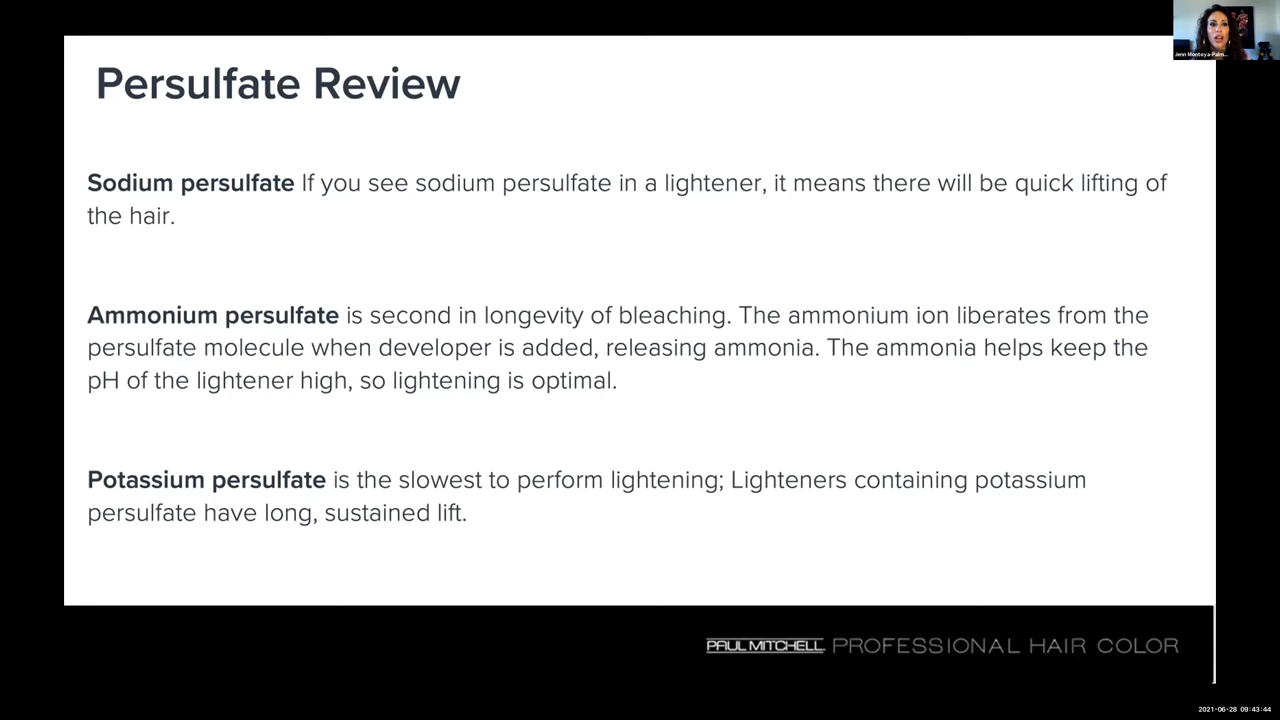 Persulfate Review
Jenn Montoya-Palm...
Sodium persulfate If you see sodium persulfate in a lightener, it means there will be quick lifting of
the hair.
Ammonium persulfate is second in longevity of bleaching. The ammonium ion liberates from the
persulfate molecule when developer is added, releasing ammonia. The ammonia helps keep the
pH of the lightener high, so lightening is optimal.
Potassium persulfate is the slowest to perform lightening; Lighteners containing potassium
persulfate have long, sustained lift.
PAUL MITCHELL. PROFESSIONAL HAIR COLOR
2021-06-28 09:43:44